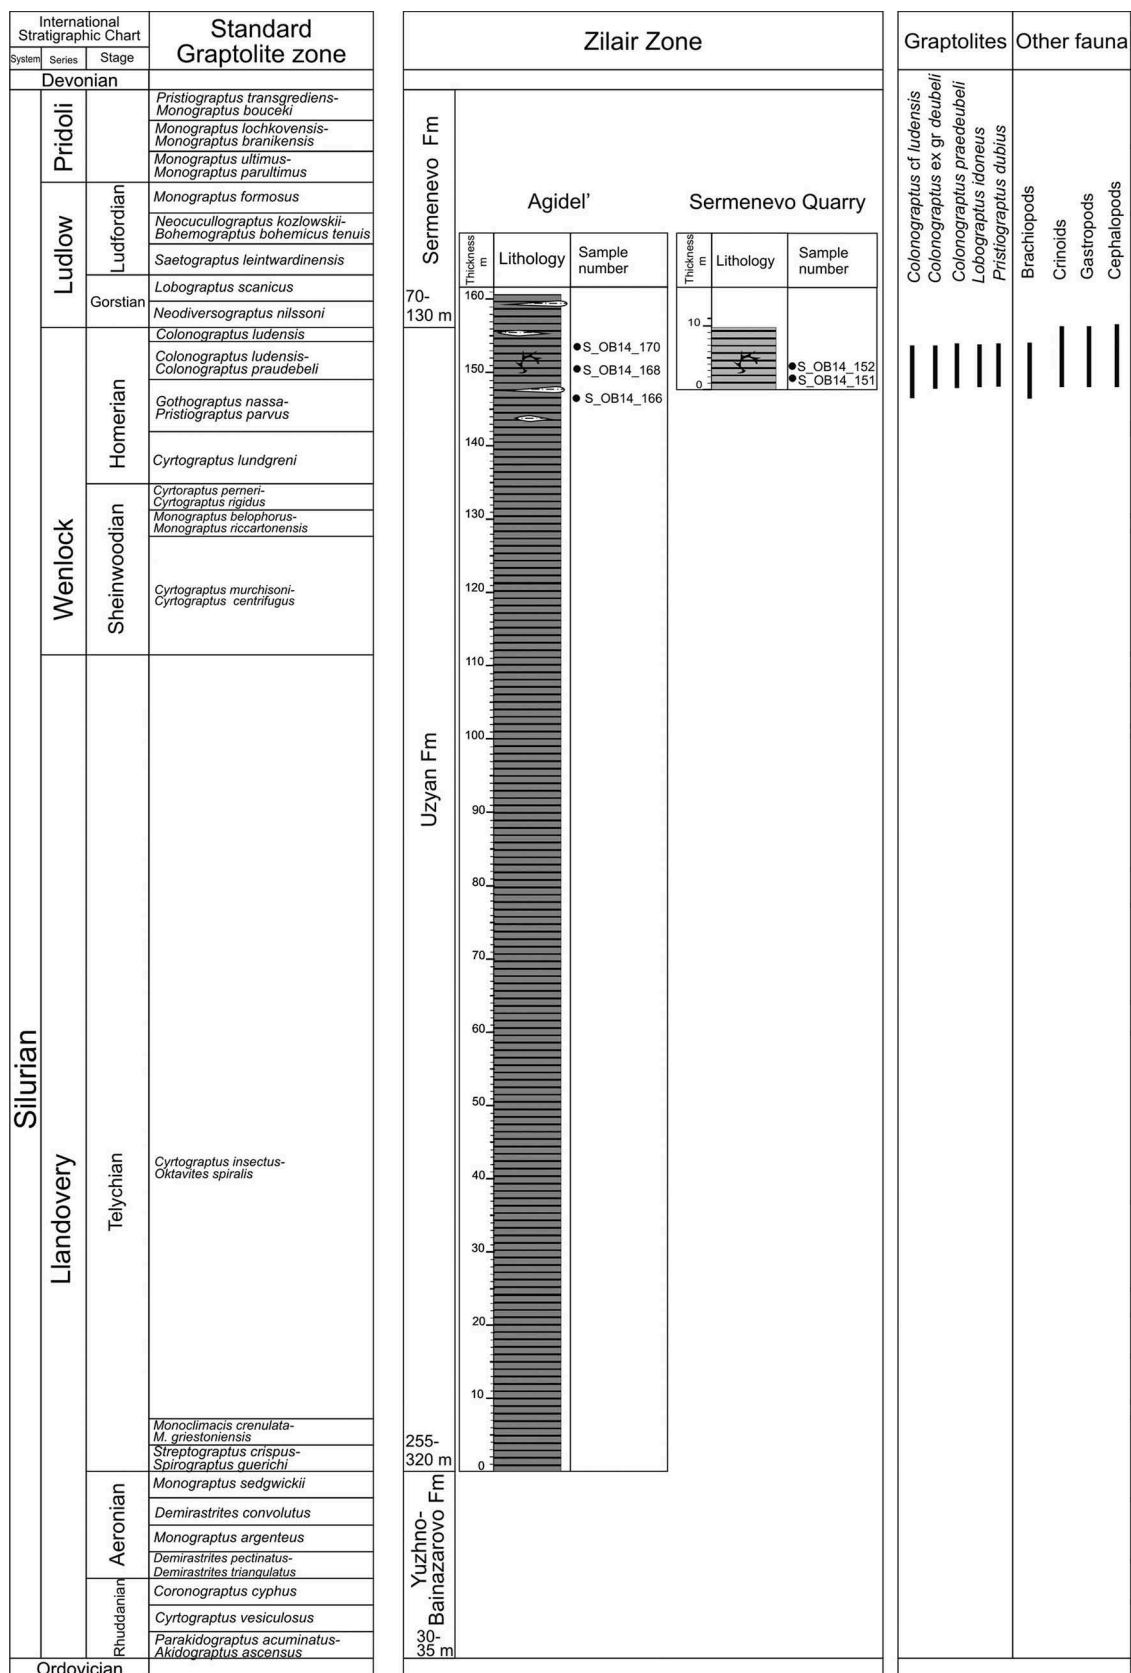 International
Stratigraphic Chart
System
Series
Stage
Standard
Graptolite zone
Zilair Zone
Graptolites
Other fauna
Devonian
Silurian
Pridoli
Ludlow
Wenlock
Llandovery
Ludfordian
Gorstian
Homerian
Sheinwoodian
Telychian
Aeronian
Rhuddanian
Pristiograptus transgrediens-
Monograptus bouceki
Monograptus lochkovensis-
Monograptus branikensis
Monograptus ultimus-
Monograptus parultimus
Monograptus formosus
Neocucullograptus kozlowskii-
Bohemograptus bohemicus tenuis
Saetograptus leintwardinensis
Lobograptus scanicus
Neodiversograptus nilssoni
Colonograptus ludensis
Colonograptus ludensis-
Colonograptus praudebeli
Gothograptus nassa-
Pristiograptus parvus
Cyrtograptus lundgreni
Cyrtoraptus perneri-
Cyrtograptus rigidus
Monograptus belophorus-
Monograptus riccartonensis
Cyrtograptus murchisoni-
Cyrtograptus centrifugus
Cyrtograptus insectus-
Oktavites spiralis
Monoclimacis crenulata-
M. griestoniensis
Streptograptus crispus-
Spirograptus guerichi
Monograptus sedgwickii
Demirastrites convolutus
Monograptus argenteus
Demirastrites pectinatus-
Demirastrites triangulatus
Coronograptus cyphus
Cyrtograptus vesiculosus
Parakidograptus acuminatus-
Akidograptus ascensus
Ordovician
Sermenevo Fm
70-
130 m
Uzyan Fm
255-
320 m
Yuzhno-
Bainazarovo Fm
30-
35 m
Agidel'
Thickness
m
Lithology
Sample
number
160
150
140
130
120
110
100
90
80
70
60
50
40
30
20
10
0
S_OB14_170
S_OB14_168
S_OB14_166
Sermenevo Quarry
Thickness
m
Lithology
Sample
number
10
0
S_OB14_152
S_OB14_151
Colonograptus cf ludensis
Colonograptus ex gr deubeli
Colonograptus praedeubeli
Lobograptus idoneus
Pristiograptus dubius
Brachiopods
Crinoids
Gastropods
Cephalopods